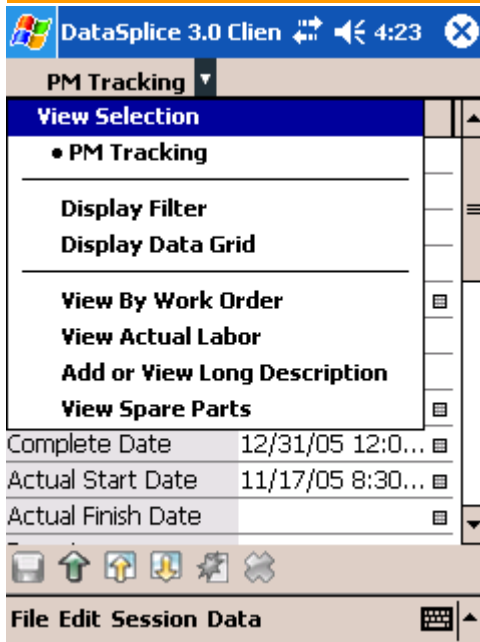 DataSplice 3.0 Clien 4:23
PM Tracking
View Selection
• PM Tracking
Display Filter
Display Data Grid
View By Work Order
View Actual Labor
Add or View Long Description
View Spare Parts
Complete Date 12/31/05 12:0...
Actual Start Date 11/17/05 8:30...
Actual Finish Date
File Edit Session Data